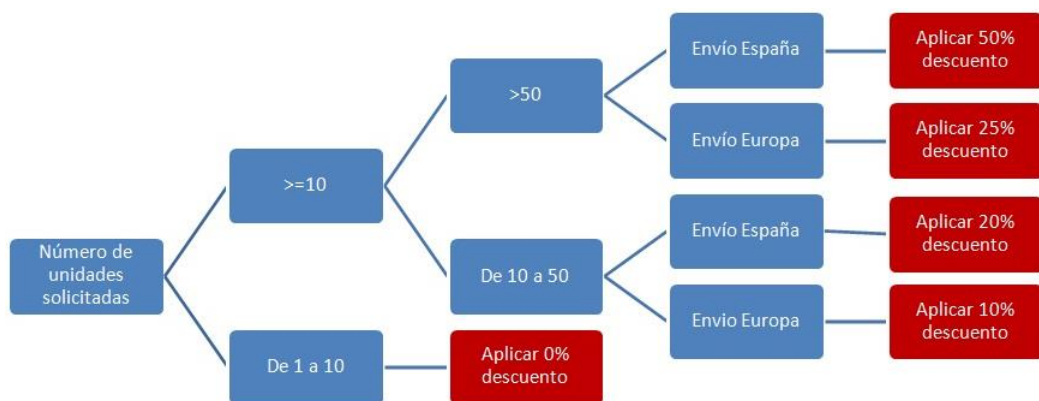 Número de
unidades
solicitadas
>=10
De 1 a 10
>50
De 10 a 50
Aplicar 0%
descuento
Envío España
Envío Europa
Envío España
Envio Europa
Aplicar 50%
descuento
Aplicar 25%
descuento
Aplicar 20%
descuento
Aplicar 10%
descuento